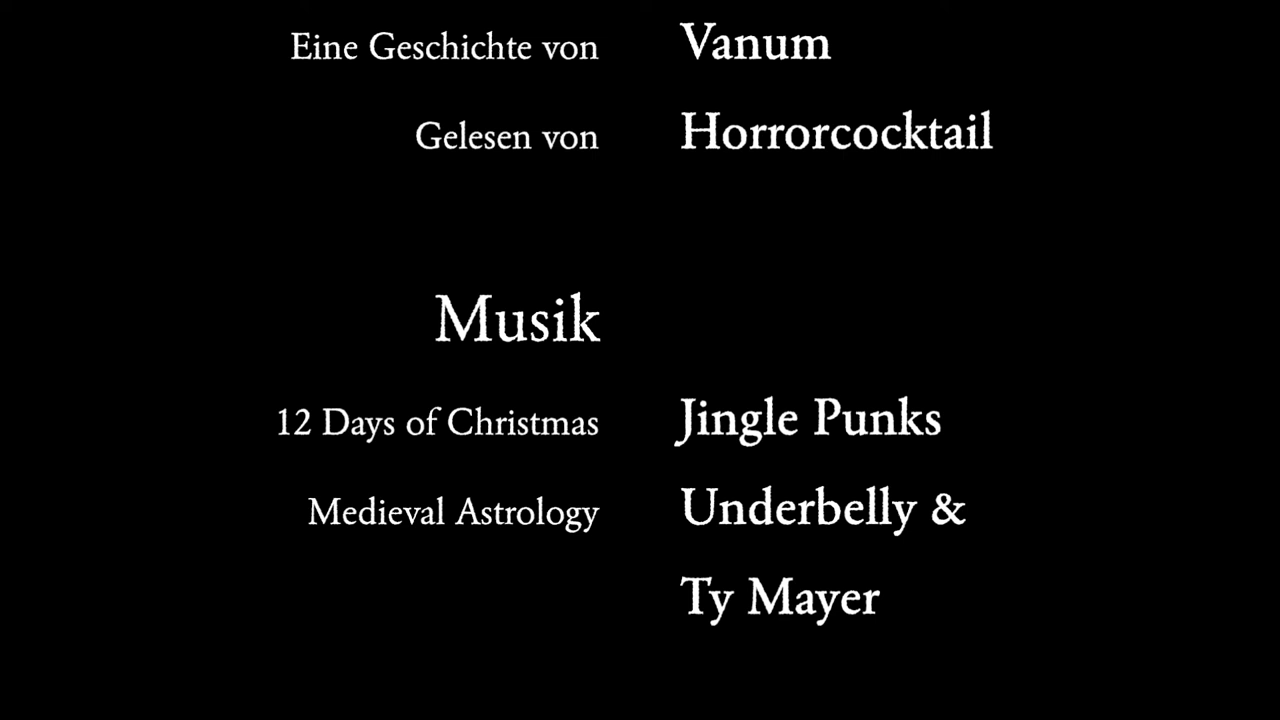 Eine Geschichte von Vanum
Gelesen von Horrorcocktail
Musik
12 Days of Christmas Jingle Punks
Medieval Astrology Underbelly &
Ty Mayer